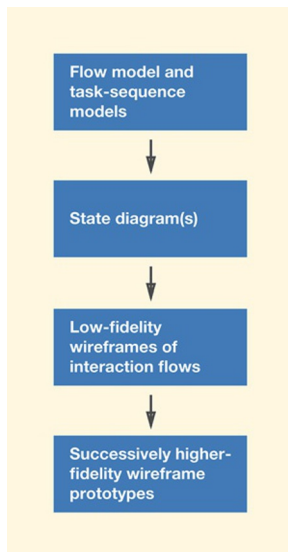 Flow model and
task-sequence
models
State diagram(s)
Low-fidelity
wireframes of
interaction flows
Successively higher-
fidelity wireframe
prototypes